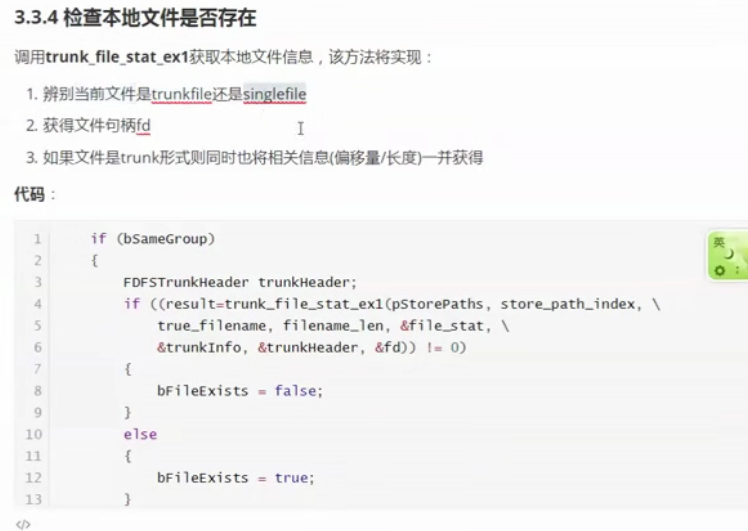 3.3.4 检查本地文件是否存在
调用trunk_file_stat_ex1获取本地文件信息，该方法将实现：
1. 辨别当前文件是trunkfile还是singlefile
2. 获得文件句柄fd
3. 如果文件是trunk形式则同时也将相关信息(偏移量/长度)一并获得
代码：
1 if (bSameGroup)
2 {
3 FDFSTrunkHeader trunkHeader;
4 if ((result=trunk_file_stat_ex1(pStorePaths, store_path_index, \
5 true_filename, filename_len, &file_stat, \
6 &trunkInfo, &trunkHeader, &fd)) != 0)
7 {
8 bFileExists = false;
9 }
10 else
11 {
12 bFileExists = true;
13 }
</>
英